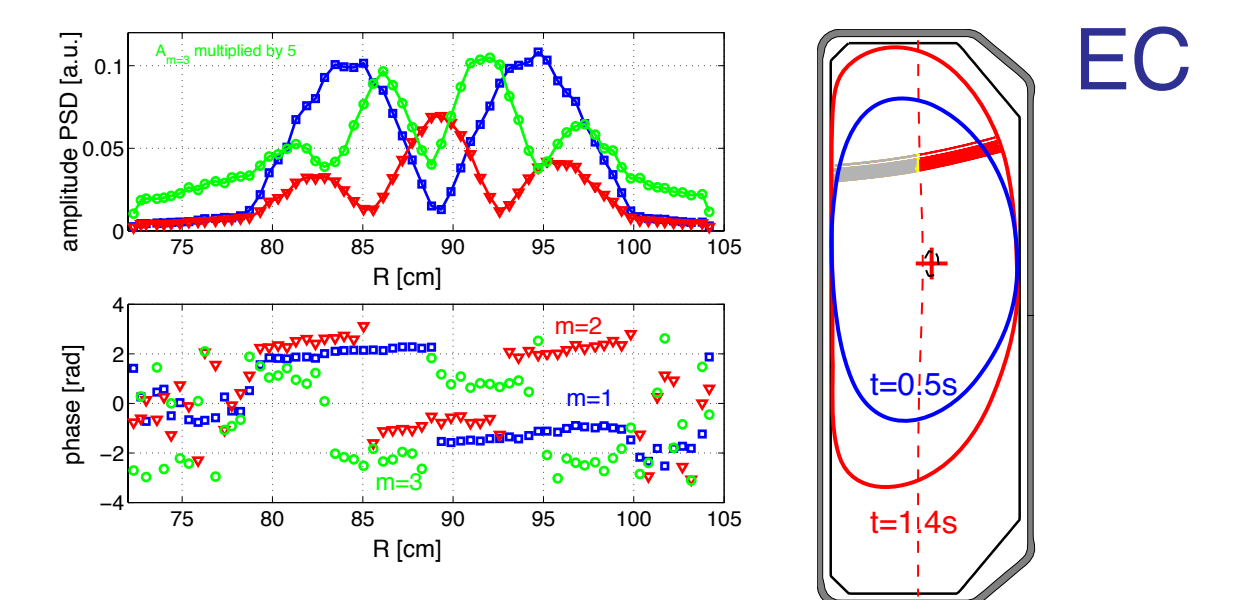 A_m=3 multiplied by 5
amplitude PSD [a.u.]
0.1
0.05
0
75 80 85 90 95 100 105
R [cm]
phase [rad]
4
2
0
−2
−4
m=2
m=1
m=3
75 80 85 90 95 100 105
R [cm]
t=0.5s
t=1.4s
EC